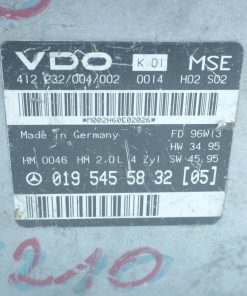 VDO K.01 MSE
412 232/004/002 0014 H02 S02
*M002H60E02026*
Made in Germany FD 96W13
HW 34.95
HM 0046 HM 2.0L 4 Zyl SW 45.95
019 545 58 32 [05]
210